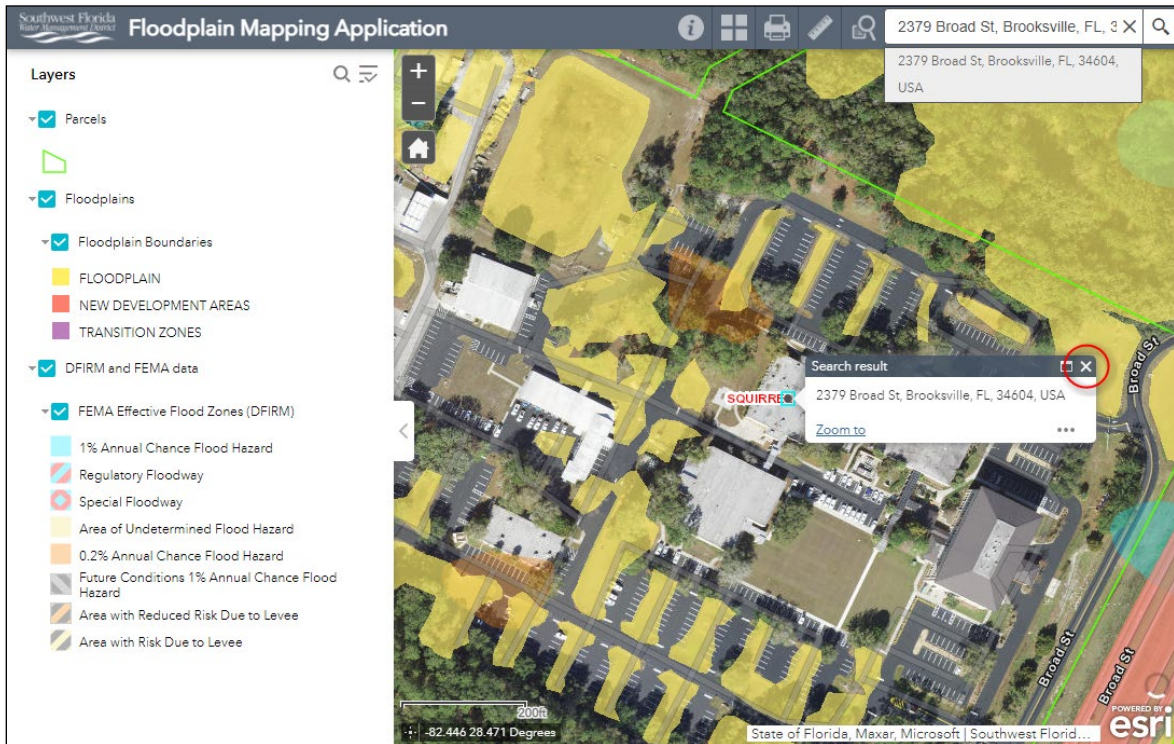 Southwest Florida
Water Management District
Floodplain Mapping Application
2379 Broad St, Brooksville, FL, 3
2379 Broad St, Brooksville, FL, 34604,
USA
Layers
Parcels
Floodplains
Floodplain Boundaries
FLOODPLAIN
NEW DEVELOPMENT AREAS
TRANSITION ZONES
DFIRM and FEMA data
FEMA Effective Flood Zones (DFIRM)
1% Annual Chance Flood Hazard
Regulatory Floodway
Special Floodway
Area of Undetermined Flood Hazard
0.2% Annual Chance Flood Hazard
Future Conditions 1% Annual Chance Flood
Hazard
Area with Reduced Risk Due to Levee
Area with Risk Due to Levee
+
−
Broad St
Search result
SQUIRRE
2379 Broad St, Brooksville, FL, 34604, USA
Zoom to
Broad St
Broad St
200ft
-82.446 28.471 Degrees
State of Florida, Maxar, Microsoft | Southwest Florid...
POWERED BY
esri